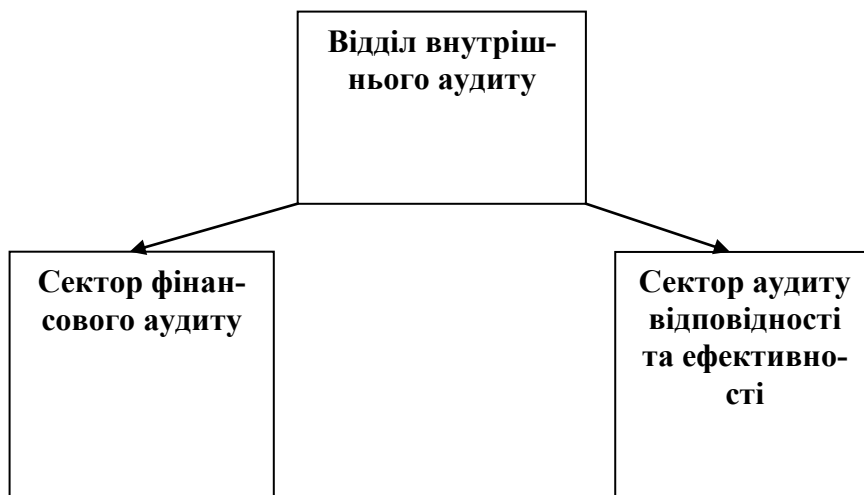 Відділ внутріш-
нього аудиту
Сектор фінан-
сового аудиту
Сектор аудиту
відповідності
та ефективно-
сті